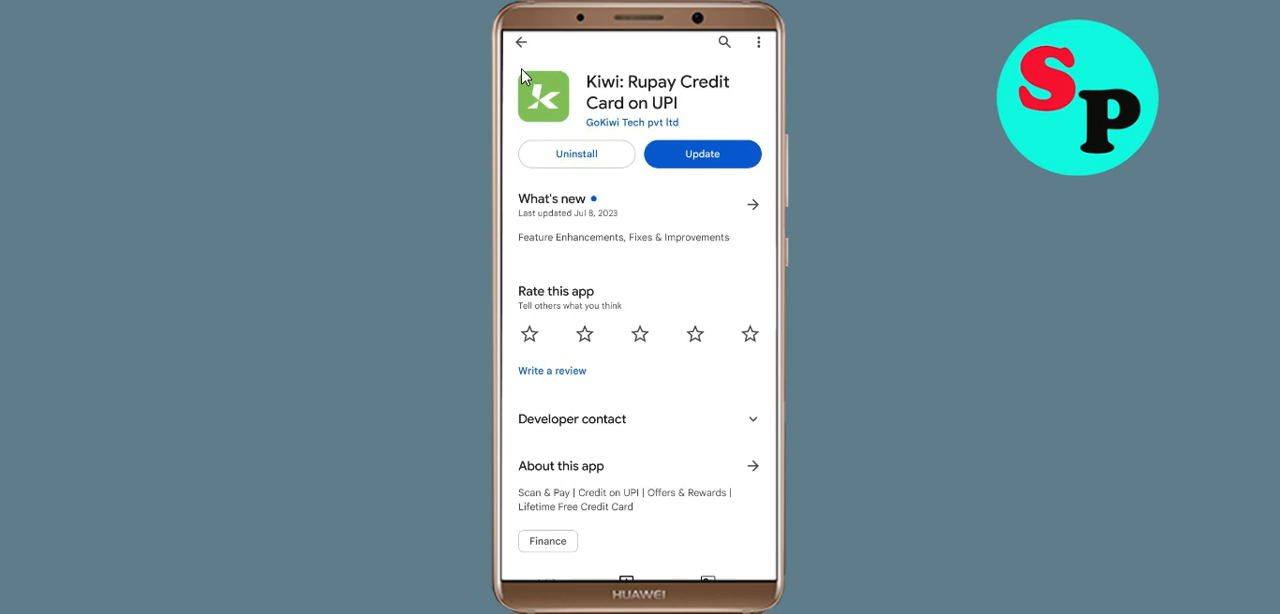 Kiwi: Rupay Credit
Card on UPI
GoKiwi Tech pvt ltd
Uninstall
Update
What's new
Last updated Jul 8, 2023
Feature Enhancements, Fixes & Improvements
Rate this app
Tell others what you think
Write a review
Developer contact
About this app
Scan & Pay | Credit on UPI | Offers & Rewards |
Lifetime Free Credit Card
Finance
HUAWEI
SP